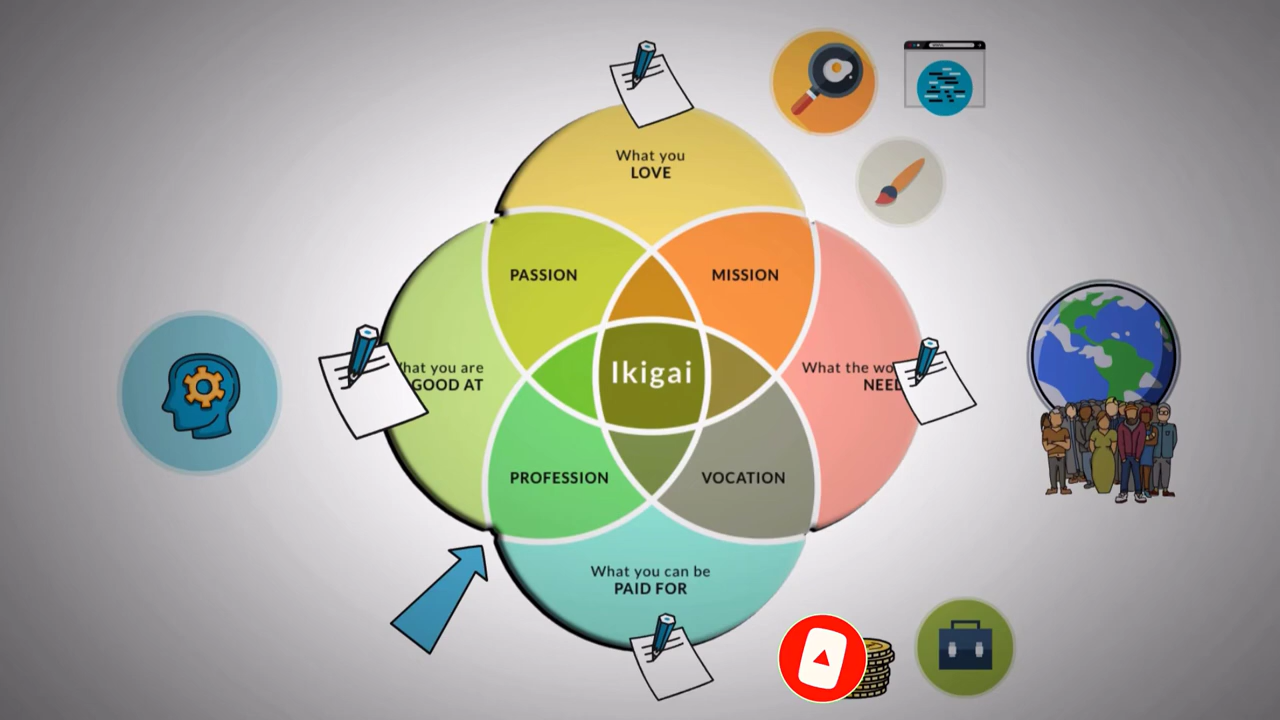 What you
LOVE
PASSION
MISSION
Ikigai
hat you are
GOOD AT
What the wo
NEE
PROFESSION
VOCATION
What you can be
PAID FOR